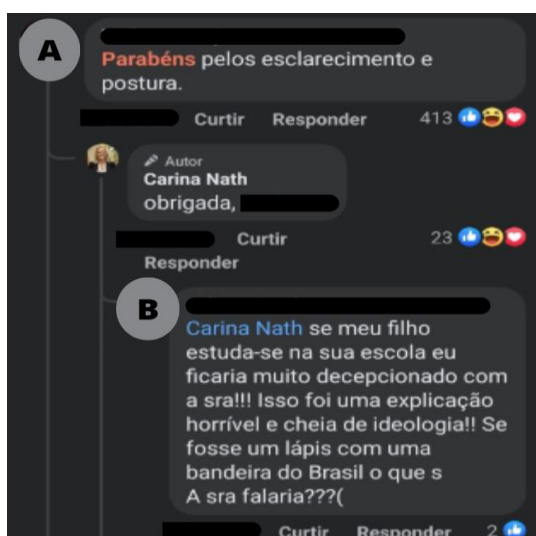 A
Parabéns pelos esclarecimento e
postura.
Curtir Responder 413
Autor
Carina Nath
obrigada,
Curtir 23
Responder
B
Carina Nath se meu filho
estuda-se na sua escola eu
ficaria muito decepcionado com
a sra!!! Isso foi uma explicação
horrível e cheia de ideologia!! Se
fosse um lápis com uma
bandeira do Brasil o que s
A sra falaria???(
Curtir Responder 2